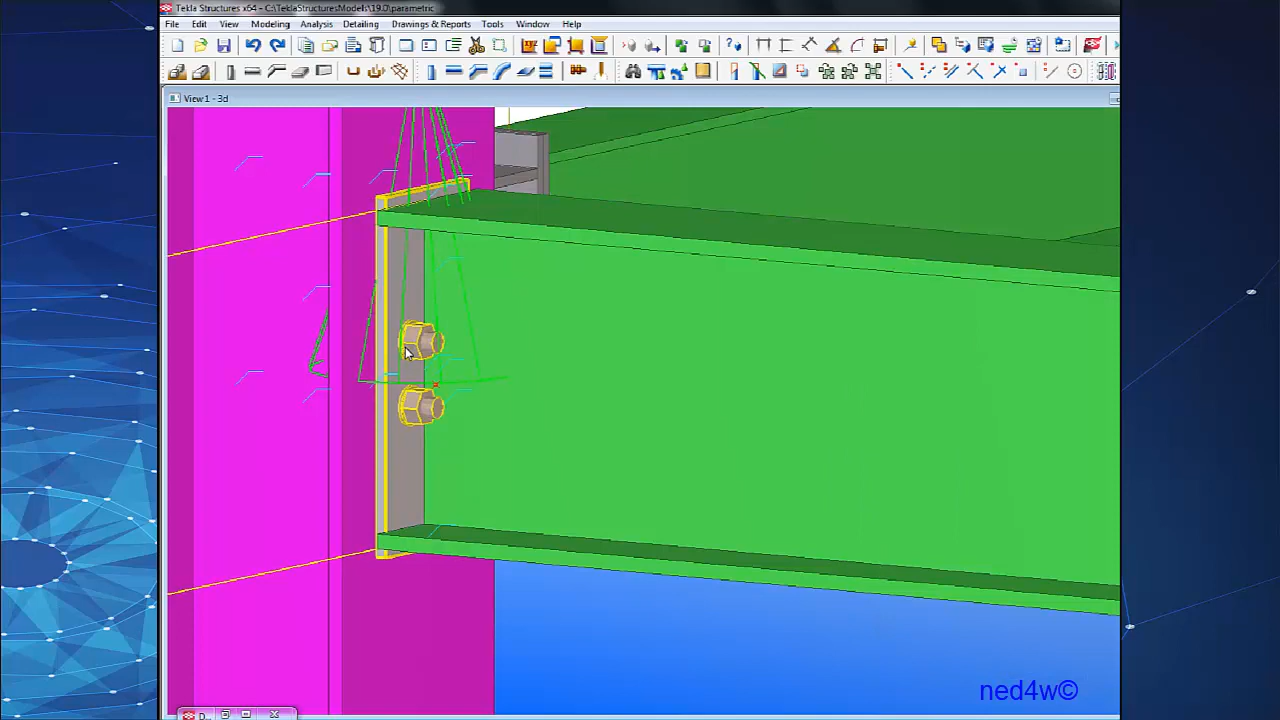 Tekla Structures x64 - C:\TeklaStructuresModels\19.0\parametric
File Edit View Modeling Analysis Detailing Drawings & Reports Tools Window Help
View 1 - 3d
ned4w©
D...